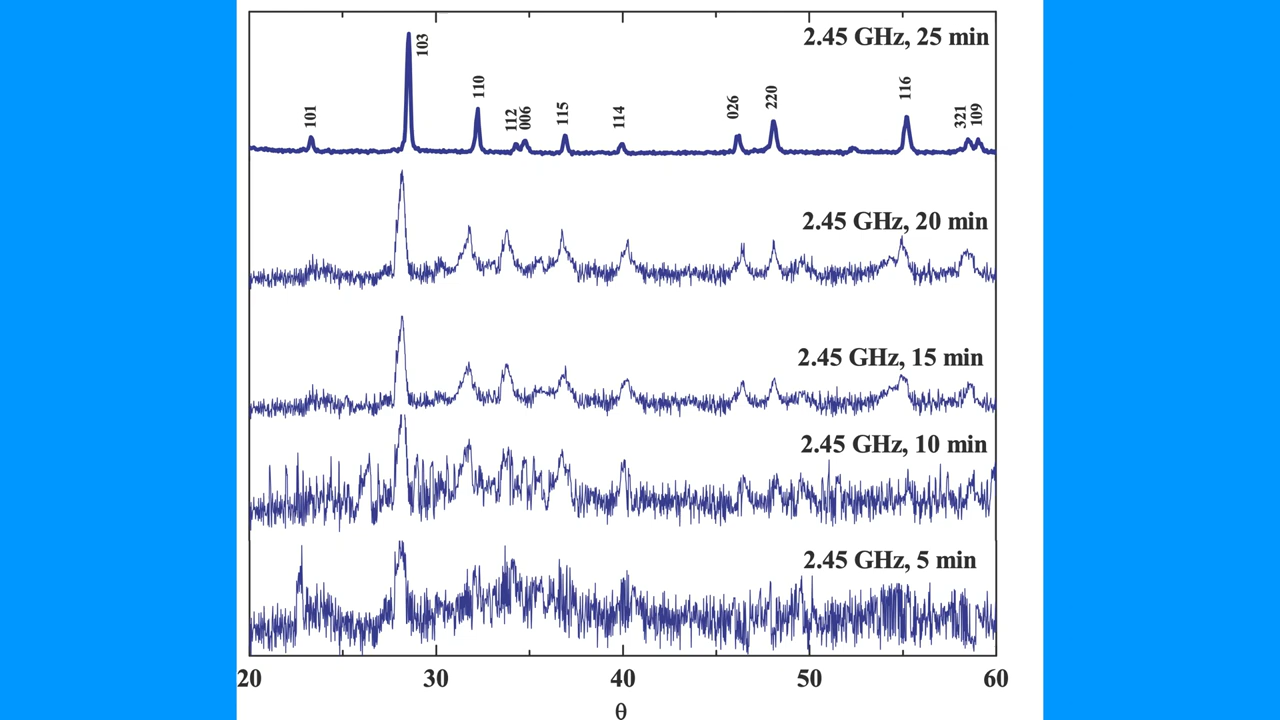 2.45 GHz, 25 min
103
110
116
220
026
101
112
006
115
114
321
109
2.45 GHz, 20 min
2.45 GHz, 15 min
2.45 GHz, 10 min
2.45 GHz, 5 min
20 30 40 50 60
θ